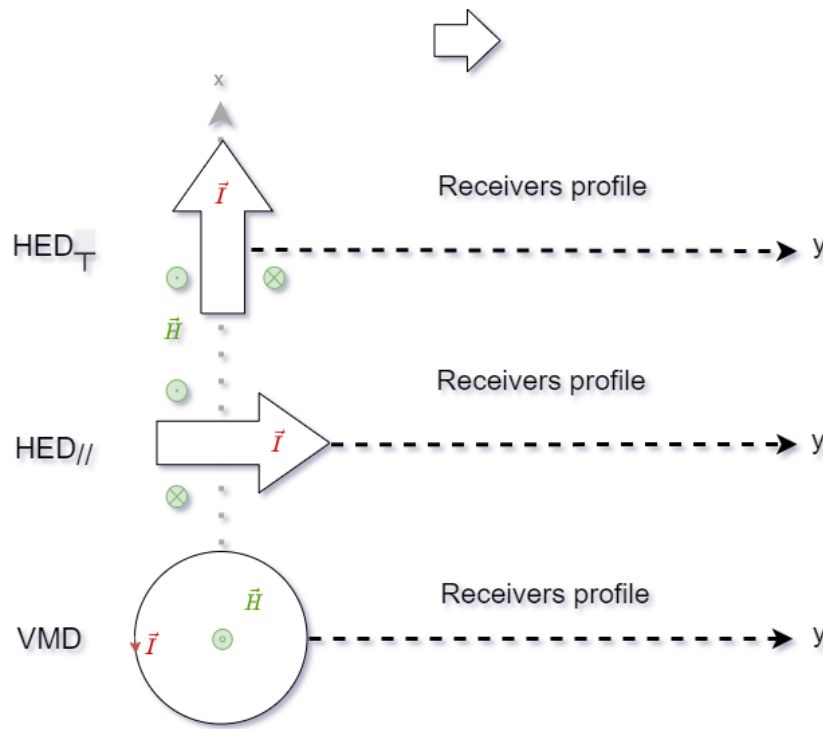 x
I⃗
Receivers profile
HED┬
y
H⃗
Receivers profile
HED//
I⃗
y
Receivers profile
H⃗
VMD
I⃗
y